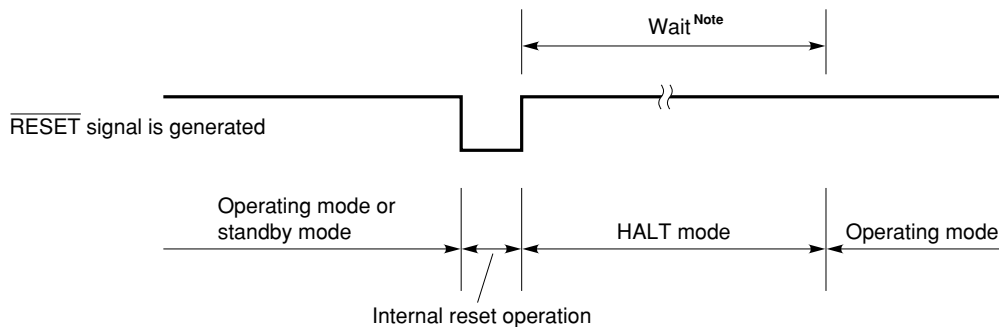 Wait Note
RESET signal is generated
Operating mode or
standby mode
HALT mode
Operating mode
Internal reset operation